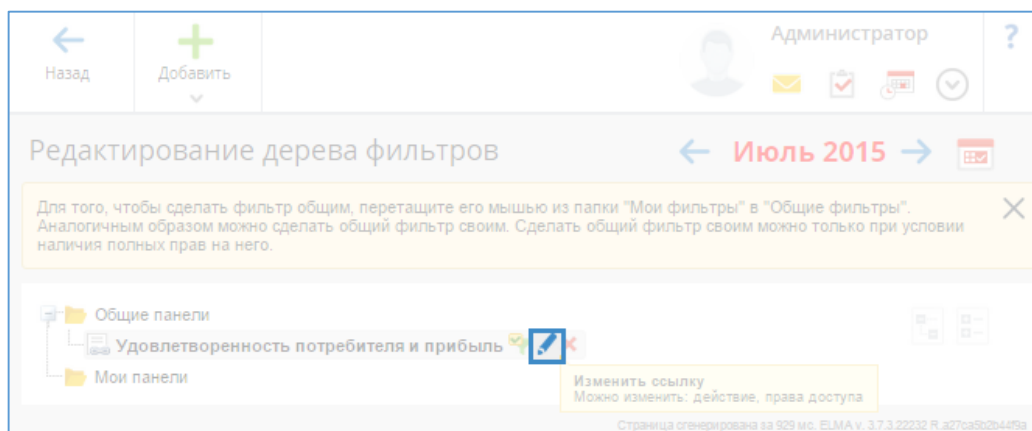 Администратор
?
Назад
Добавить
Редактирование дерева фильтров
Июль 2015
Для того, чтобы сделать фильтр общим, перетащите его мышью из папки "Мои фильтры" в "Общие фильтры".
Аналогичным образом можно сделать общий фильтр своим. Сделать общий фильтр своим можно только при условии
наличия полных прав на него.
Общие панели
Удовлетворенность потребителя и прибыль
Мои панели
Изменить ссылку
Можно изменить: действие, права доступа
Страница сгенерирована за 929 мс. ELMA v. 3.7.3.22232 R.a27ca5b2b44f9a